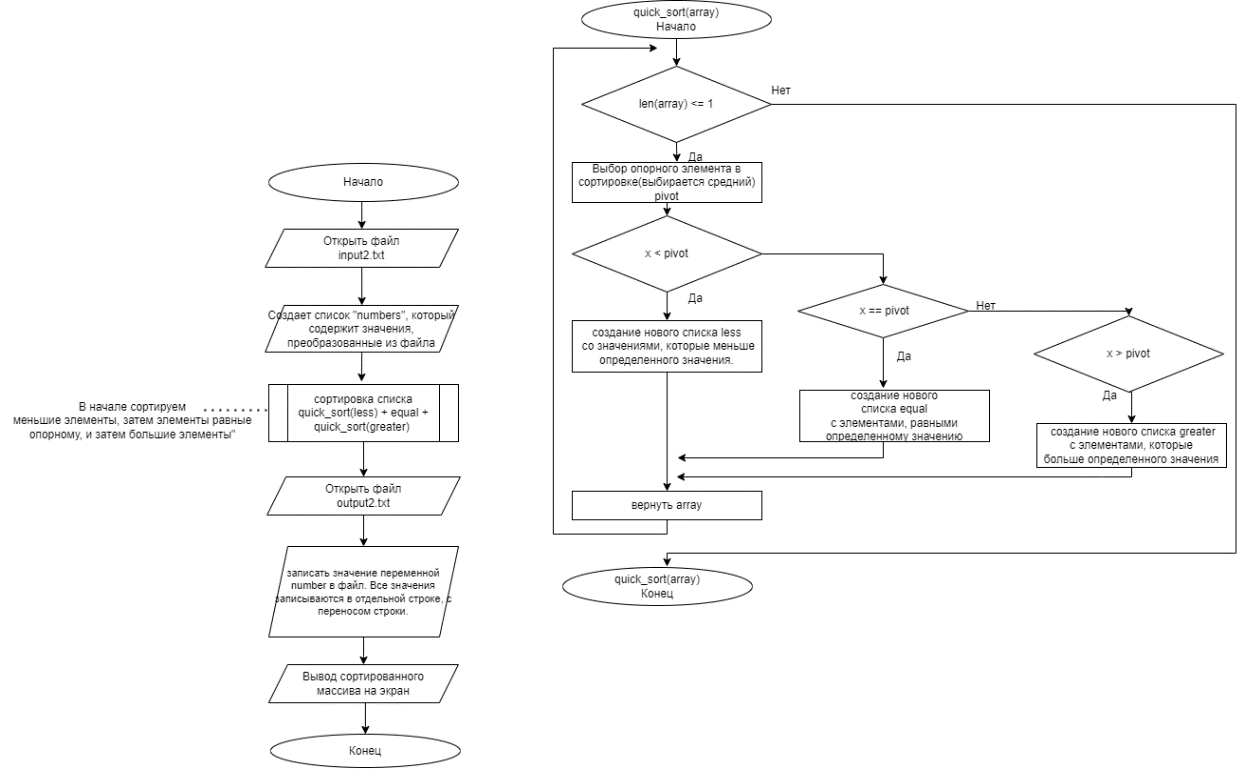 Начало
Открыть файл
input2.txt
Создает список "numbers", который
содержит значения,
преобразованные из файла
сортировка списка
quick_sort(less) + equal +
quick_sort(greater)
В начале сортируем
меньшие элементы, затем элементы равные
опорному, и затем большие элементы"
Открыть файл
output2.txt
записать значение переменной
number в файл. Все значения
записываются в отдельной строке, с
переносом строки.
Вывод сортированного
массива на экран
Конец
quick_sort(array)
Начало
len(array) <= 1
Нет
Да
Выбор опорного элемента в
сортировке(выбирается средний)
pivot
x < pivot
Да
создание нового списка less
со значениями, которые меньше
определенного значения.
x == pivot
Нет
Да
создание нового
списка equal
с элементами, равными
определенному значению
x > pivot
Да
создание нового списка greater
с элементами, которые
больше определенного значения
вернуть array
quick_sort(array)
Конец